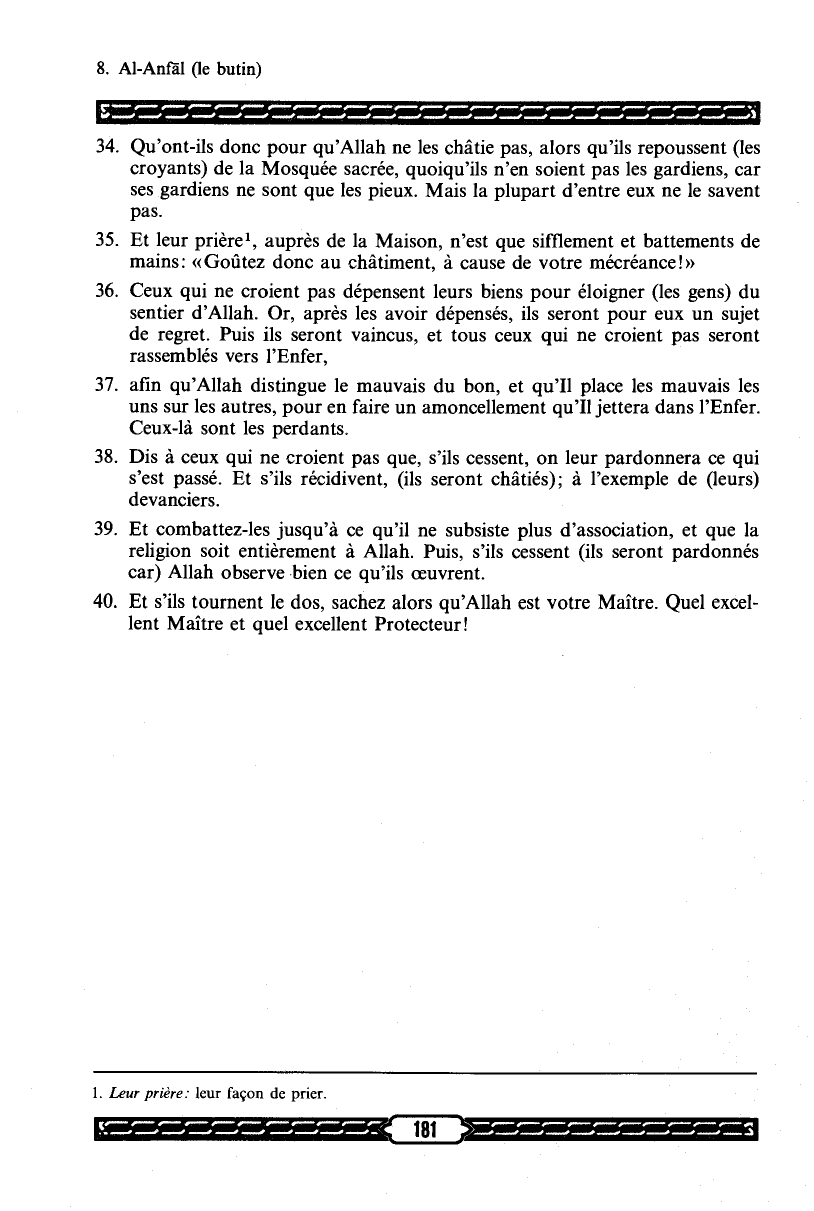 8. Al-Anfāl (le butin)
34. Qu'ont-ils donc pour qu'Allah ne les châtie pas, alors qu'ils repoussent (les
croyants) de la Mosquée sacrée, quoiqu'ils n'en soient pas les gardiens, car
ses gardiens ne sont que les pieux. Mais la plupart d'entre eux ne le savent
pas.
35. Et leur prière¹, auprès de la Maison, n'est que sifflement et battements de
mains: «Goûtez donc au châtiment, à cause de votre mécréance!»
36. Ceux qui ne croient pas dépensent leurs biens pour éloigner (les gens) du
sentier d'Allah. Or, après les avoir dépensés, ils seront pour eux un sujet
de regret. Puis ils seront vaincus, et tous ceux qui ne croient pas seront
rassemblés vers l'Enfer,
37. afin qu'Allah distingue le mauvais du bon, et qu'Il place les mauvais les
uns sur les autres, pour en faire un amoncellement qu'Il jettera dans l'Enfer.
Ceux-là sont les perdants.
38. Dis à ceux qui ne croient pas que, s'ils cessent, on leur pardonnera ce qui
s'est passé. Et s'ils récidivent, (ils seront châtiés); à l'exemple de (leurs)
devanciers.
39. Et combattez-les jusqu'à ce qu'il ne subsiste plus d'association, et que la
religion soit entièrement à Allah. Puis, s'ils cessent (ils seront pardonnés
car) Allah observe bien ce qu'ils œuvrent.
40. Et s'ils tournent le dos, sachez alors qu'Allah est votre Maître. Quel excel-
lent Maître et quel excellent Protecteur!
1. Leur prière: leur façon de prier.
181